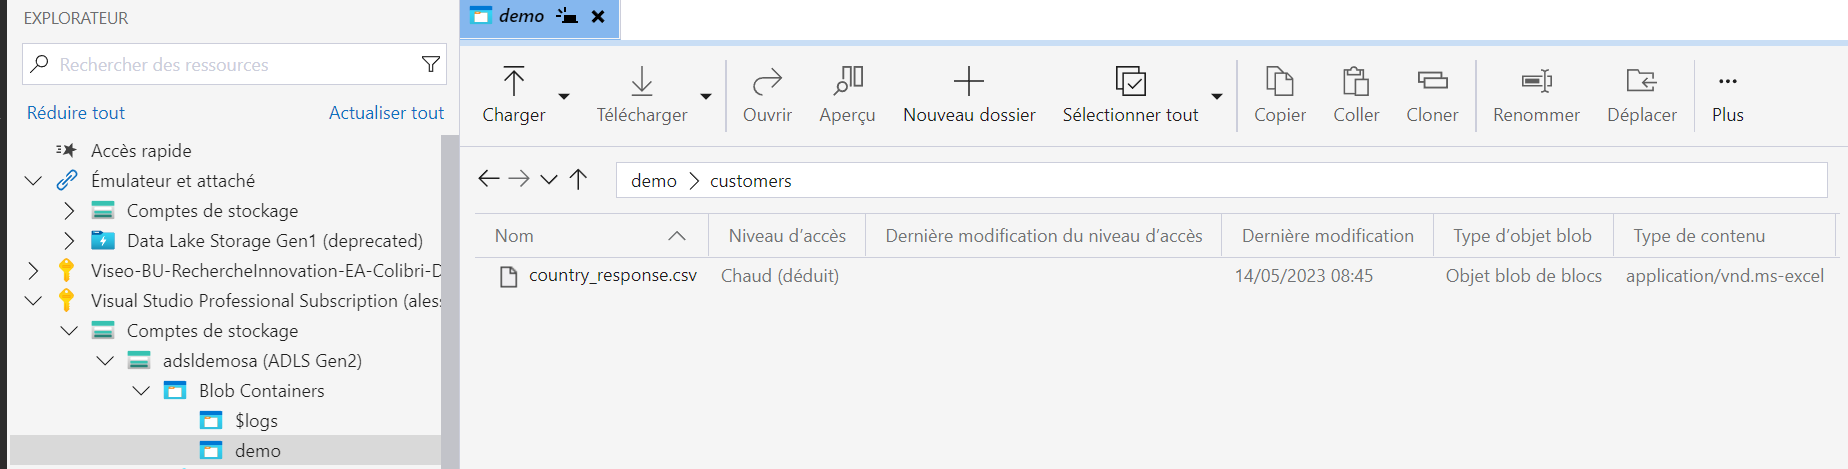 EXPLORATEUR
Rechercher des ressources
Réduire tout Actualiser tout
Accès rapide
Émulateur et attaché
Comptes de stockage
Data Lake Storage Gen1 (deprecated)
Viseo-BU-RechercheInnovation-EA-Colibri-D
Visual Studio Professional Subscription (aless
Comptes de stockage
adsldemosa (ADLS Gen2)
Blob Containers
$logs
demo
demo
Charger Télécharger Ouvrir Aperçu Nouveau dossier Sélectionner tout Copier Coller Cloner Renommer Déplacer Plus
demo customers
Nom Niveau d'accès Dernière modification du niveau d'accès Dernière modification Type d'objet blob Type de contenu
country_response.csv Chaud (déduit) 14/05/2023 08:45 Objet blob de blocs application/vnd.ms-excel